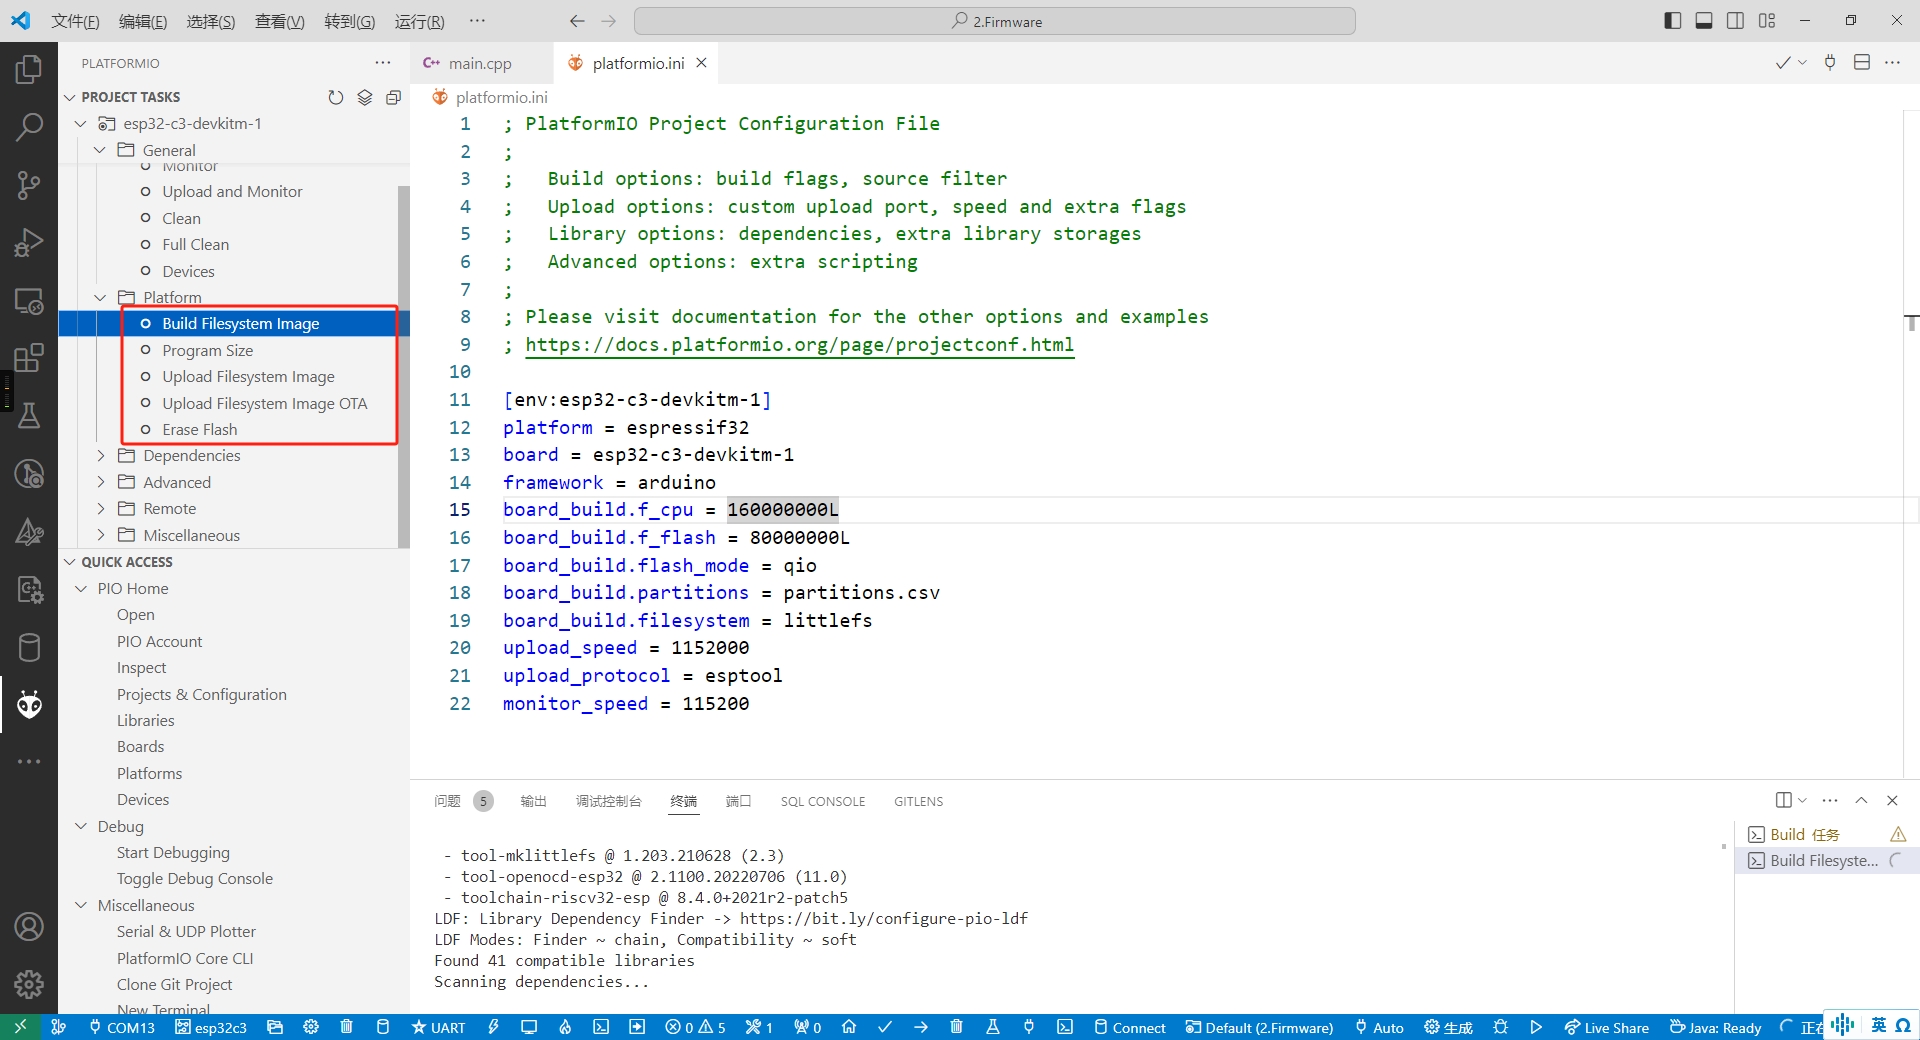 文件(F) 编辑(E) 选择(S) 查看(V) 转到(G) 运行(R) ··· 2.Firmware
PLATFORMIO ···
PROJECT TASKS
esp32-c3-devkitm-1
General
Monitor
Upload and Monitor
Clean
Full Clean
Devices
Platform
Build Filesystem Image
Program Size
Upload Filesystem Image
Upload Filesystem Image OTA
Erase Flash
Dependencies
Advanced
Remote
Miscellaneous
QUICK ACCESS
PIO Home
Open
PIO Account
Inspect
Projects & Configuration
Libraries
Boards
Platforms
Devices
Debug
Start Debugging
Toggle Debug Console
Miscellaneous
Serial & UDP Plotter
PlatformIO Core CLI
Clone Git Project
New Terminal
main.cpp platformio.ini
platformio.ini
1 ; PlatformIO Project Configuration File
2 ;
3 ;   Build options: build flags, source filter
4 ;   Upload options: custom upload port, speed and extra flags
5 ;   Library options: dependencies, extra library storages
6 ;   Advanced options: extra scripting
7 ;
8 ; Please visit documentation for the other options and examples
9 ; https://docs.platformio.org/page/projectconf.html
10
11 [env:esp32-c3-devkitm-1]
12 platform = espressif32
13 board = esp32-c3-devkitm-1
14 framework = arduino
15 board_build.f_cpu = 160000000L
16 board_build.f_flash = 80000000L
17 board_build.flash_mode = qio
18 board_build.partitions = partitions.csv
19 board_build.filesystem = littlefs
20 upload_speed = 1152000
21 upload_protocol = esptool
22 monitor_speed = 115200
问题 5 输出 调试控制台 终端 端口 SQL CONSOLE GITLENS
- tool-mklittlefs @ 1.203.210628 (2.3)
- tool-openocd-esp32 @ 2.1100.20220706 (11.0)
- toolchain-riscv32-esp @ 8.4.0+2021r2-patch5
LDF: Library Dependency Finder -> https://bit.ly/configure-pio-ldf
LDF Modes: Finder ~ chain, Compatibility ~ soft
Found 41 compatible libraries
Scanning dependencies...
Build 任务
Build Filesyste...
COM13 esp32c3 UART 0 5 1 0 Connect Default (2.Firmware) Auto 生成 Live Share Java: Ready 正在 英